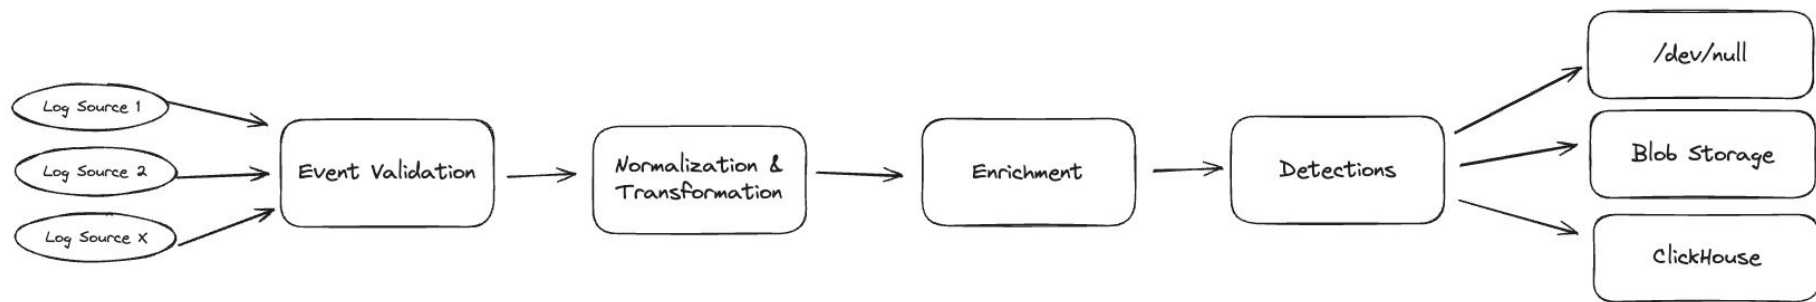 Log Source 1
Log Source 2
Log Source X
Event Validation
Normalization &
Transformation
Enrichment
Detections
/dev/null
Blob Storage
ClickHouse